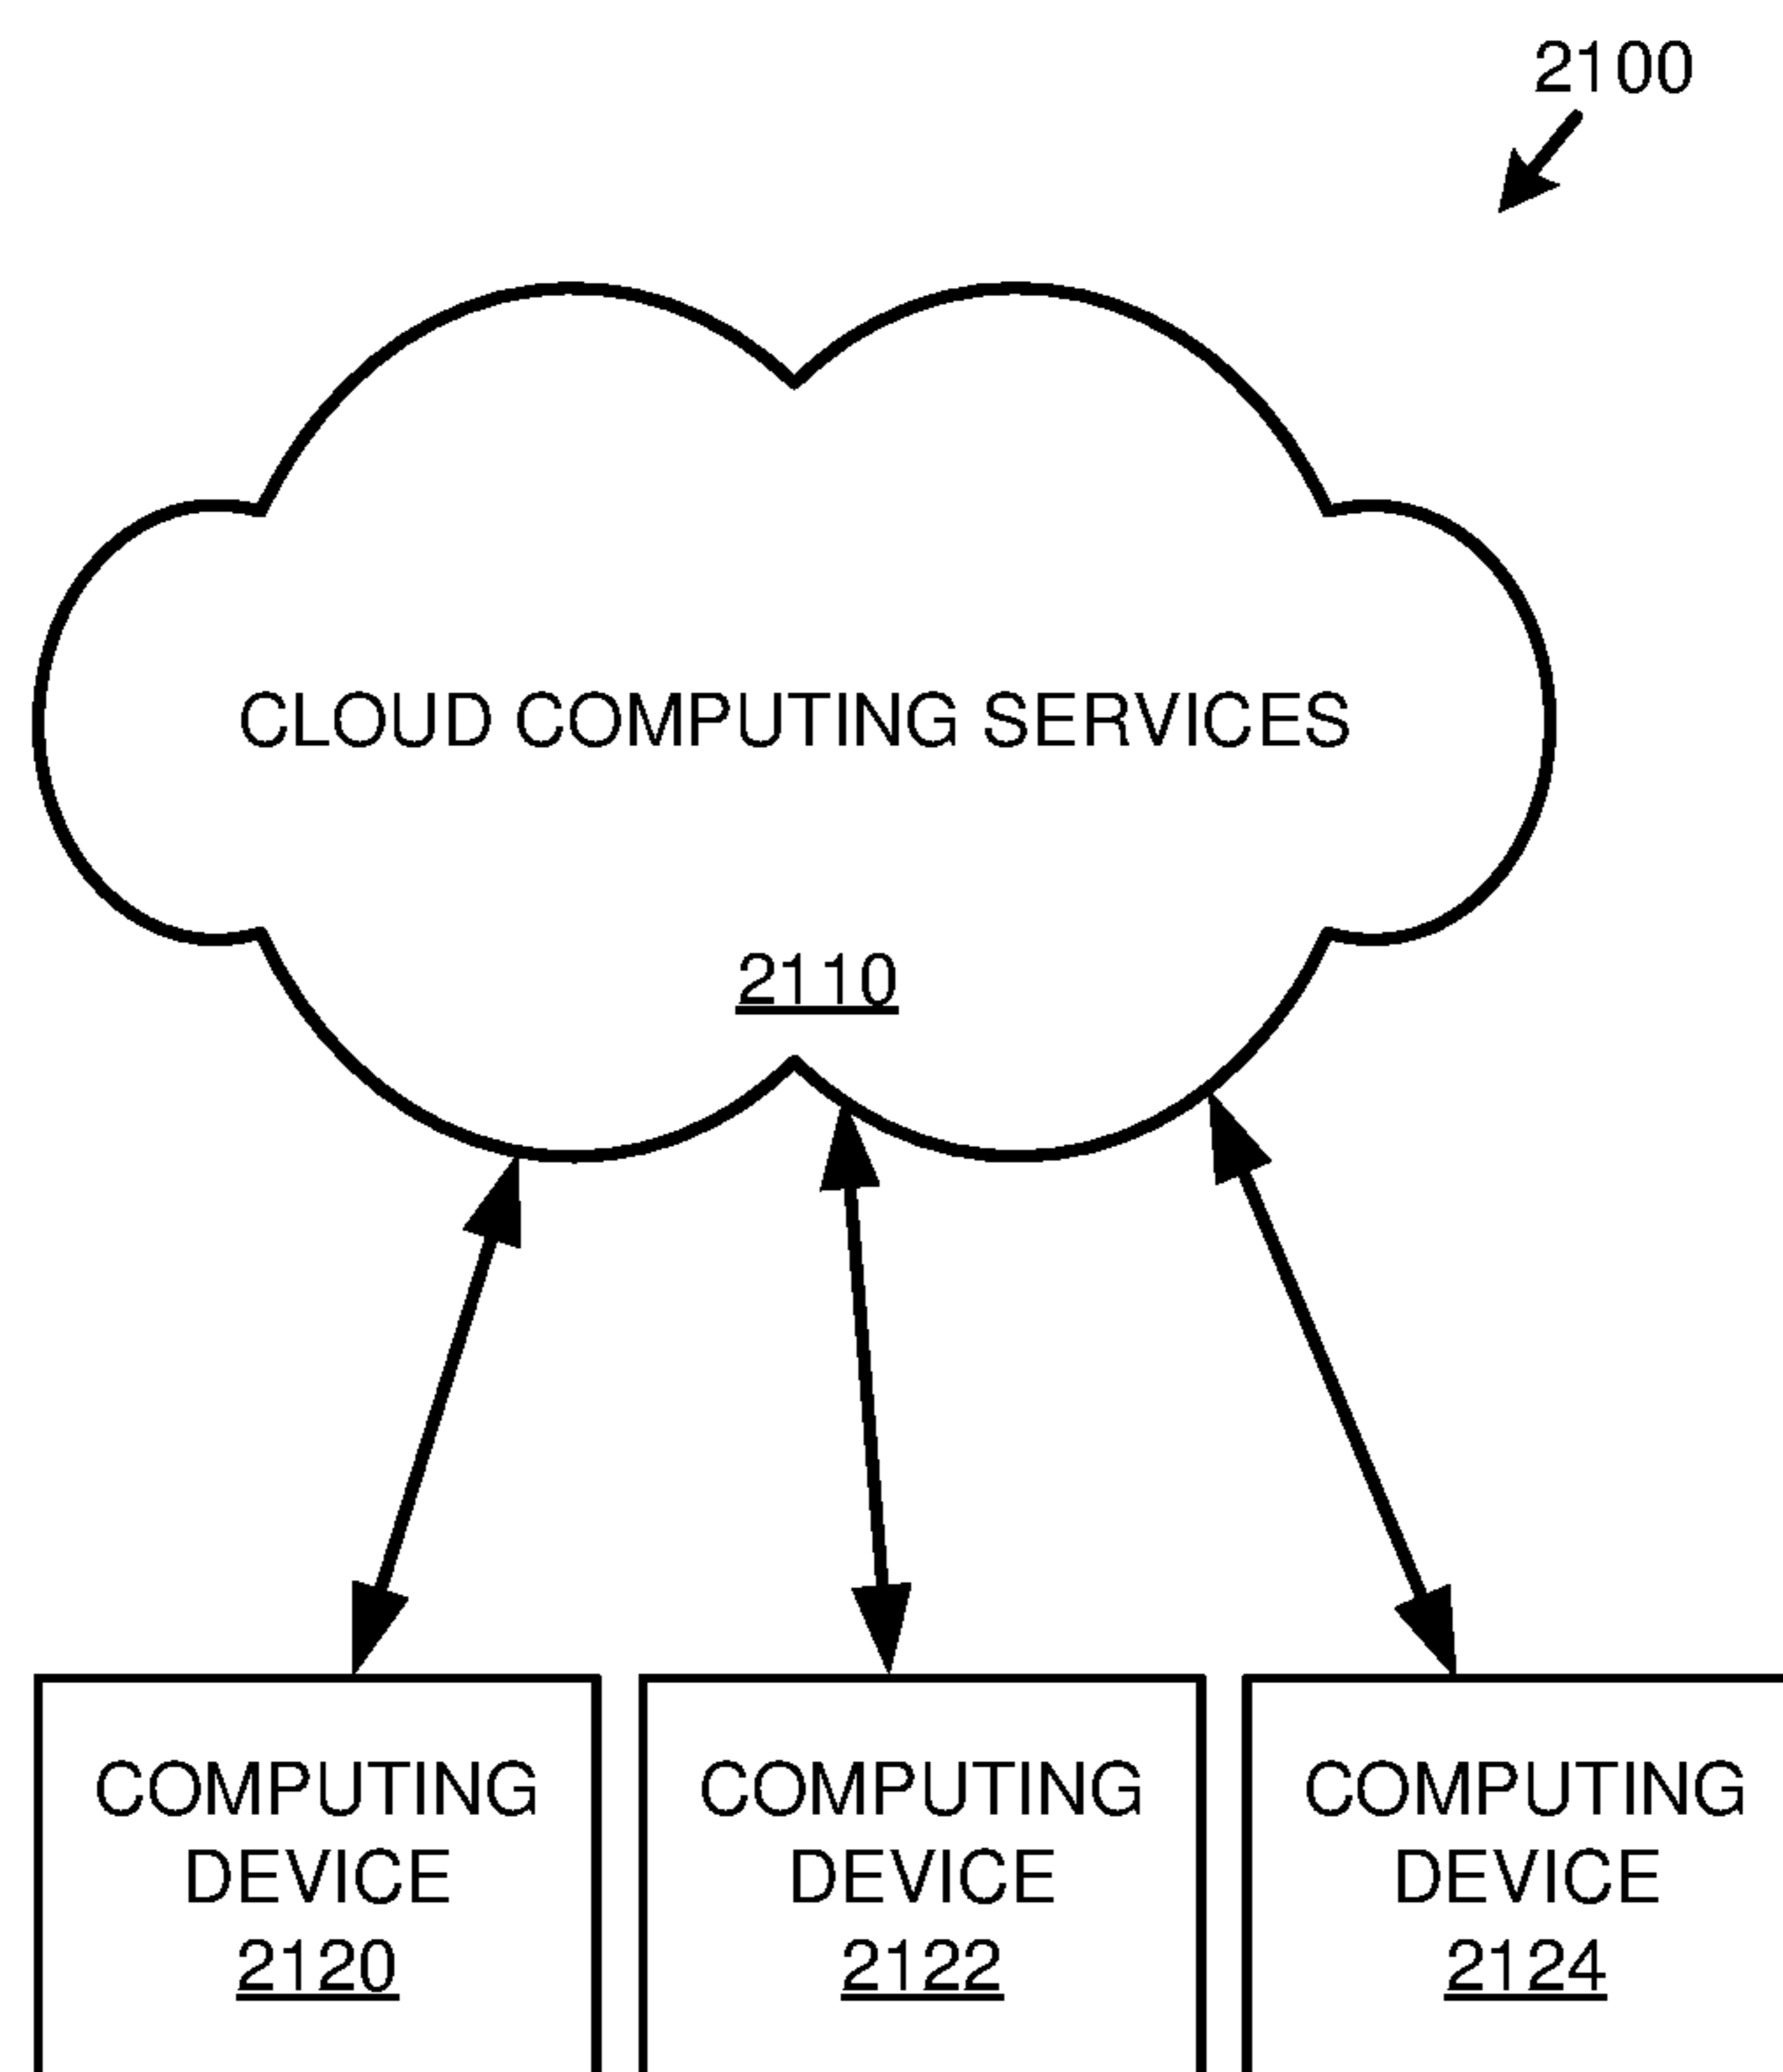 2100
CLOUD COMPUTING SERVICES
2110
COMPUTING
DEVICE
2120
COMPUTING
DEVICE
2122
COMPUTING
DEVICE
2124